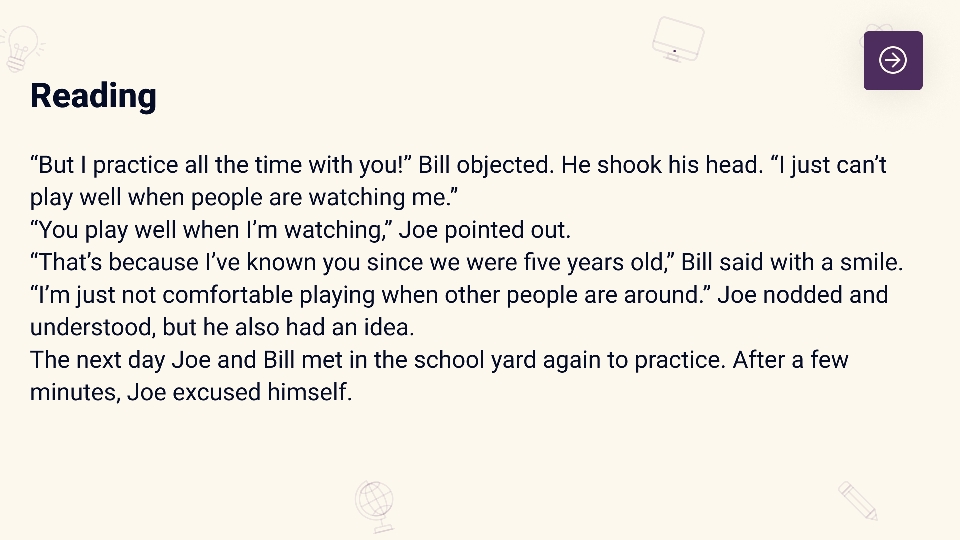 Reading
“But I practice all the time with you!” Bill objected. He shook his head. “I just can’t
play well when people are watching me.”
“You play well when I’m watching,” Joe pointed out.
“That’s because I’ve known you since we were five years old,” Bill said with a smile.
“I’m just not comfortable playing when other people are around.” Joe nodded and
understood, but he also had an idea.
The next day Joe and Bill met in the school yard again to practice. After a few
minutes, Joe excused himself.